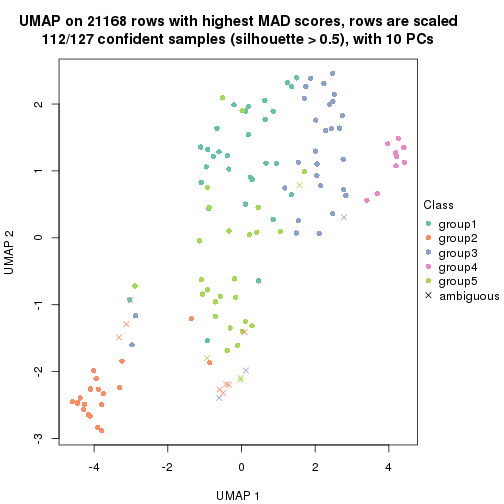 UMAP on 21168 rows with highest MAD scores, rows are scaled
112/127 confident samples (silhouette > 0.5), with 10 PCs
2
1
0
-1
-2
-3
UMAP 2
-4
-2
0
2
4
UMAP 1
Class
group1
group2
group3
group4
group5
ambiguous